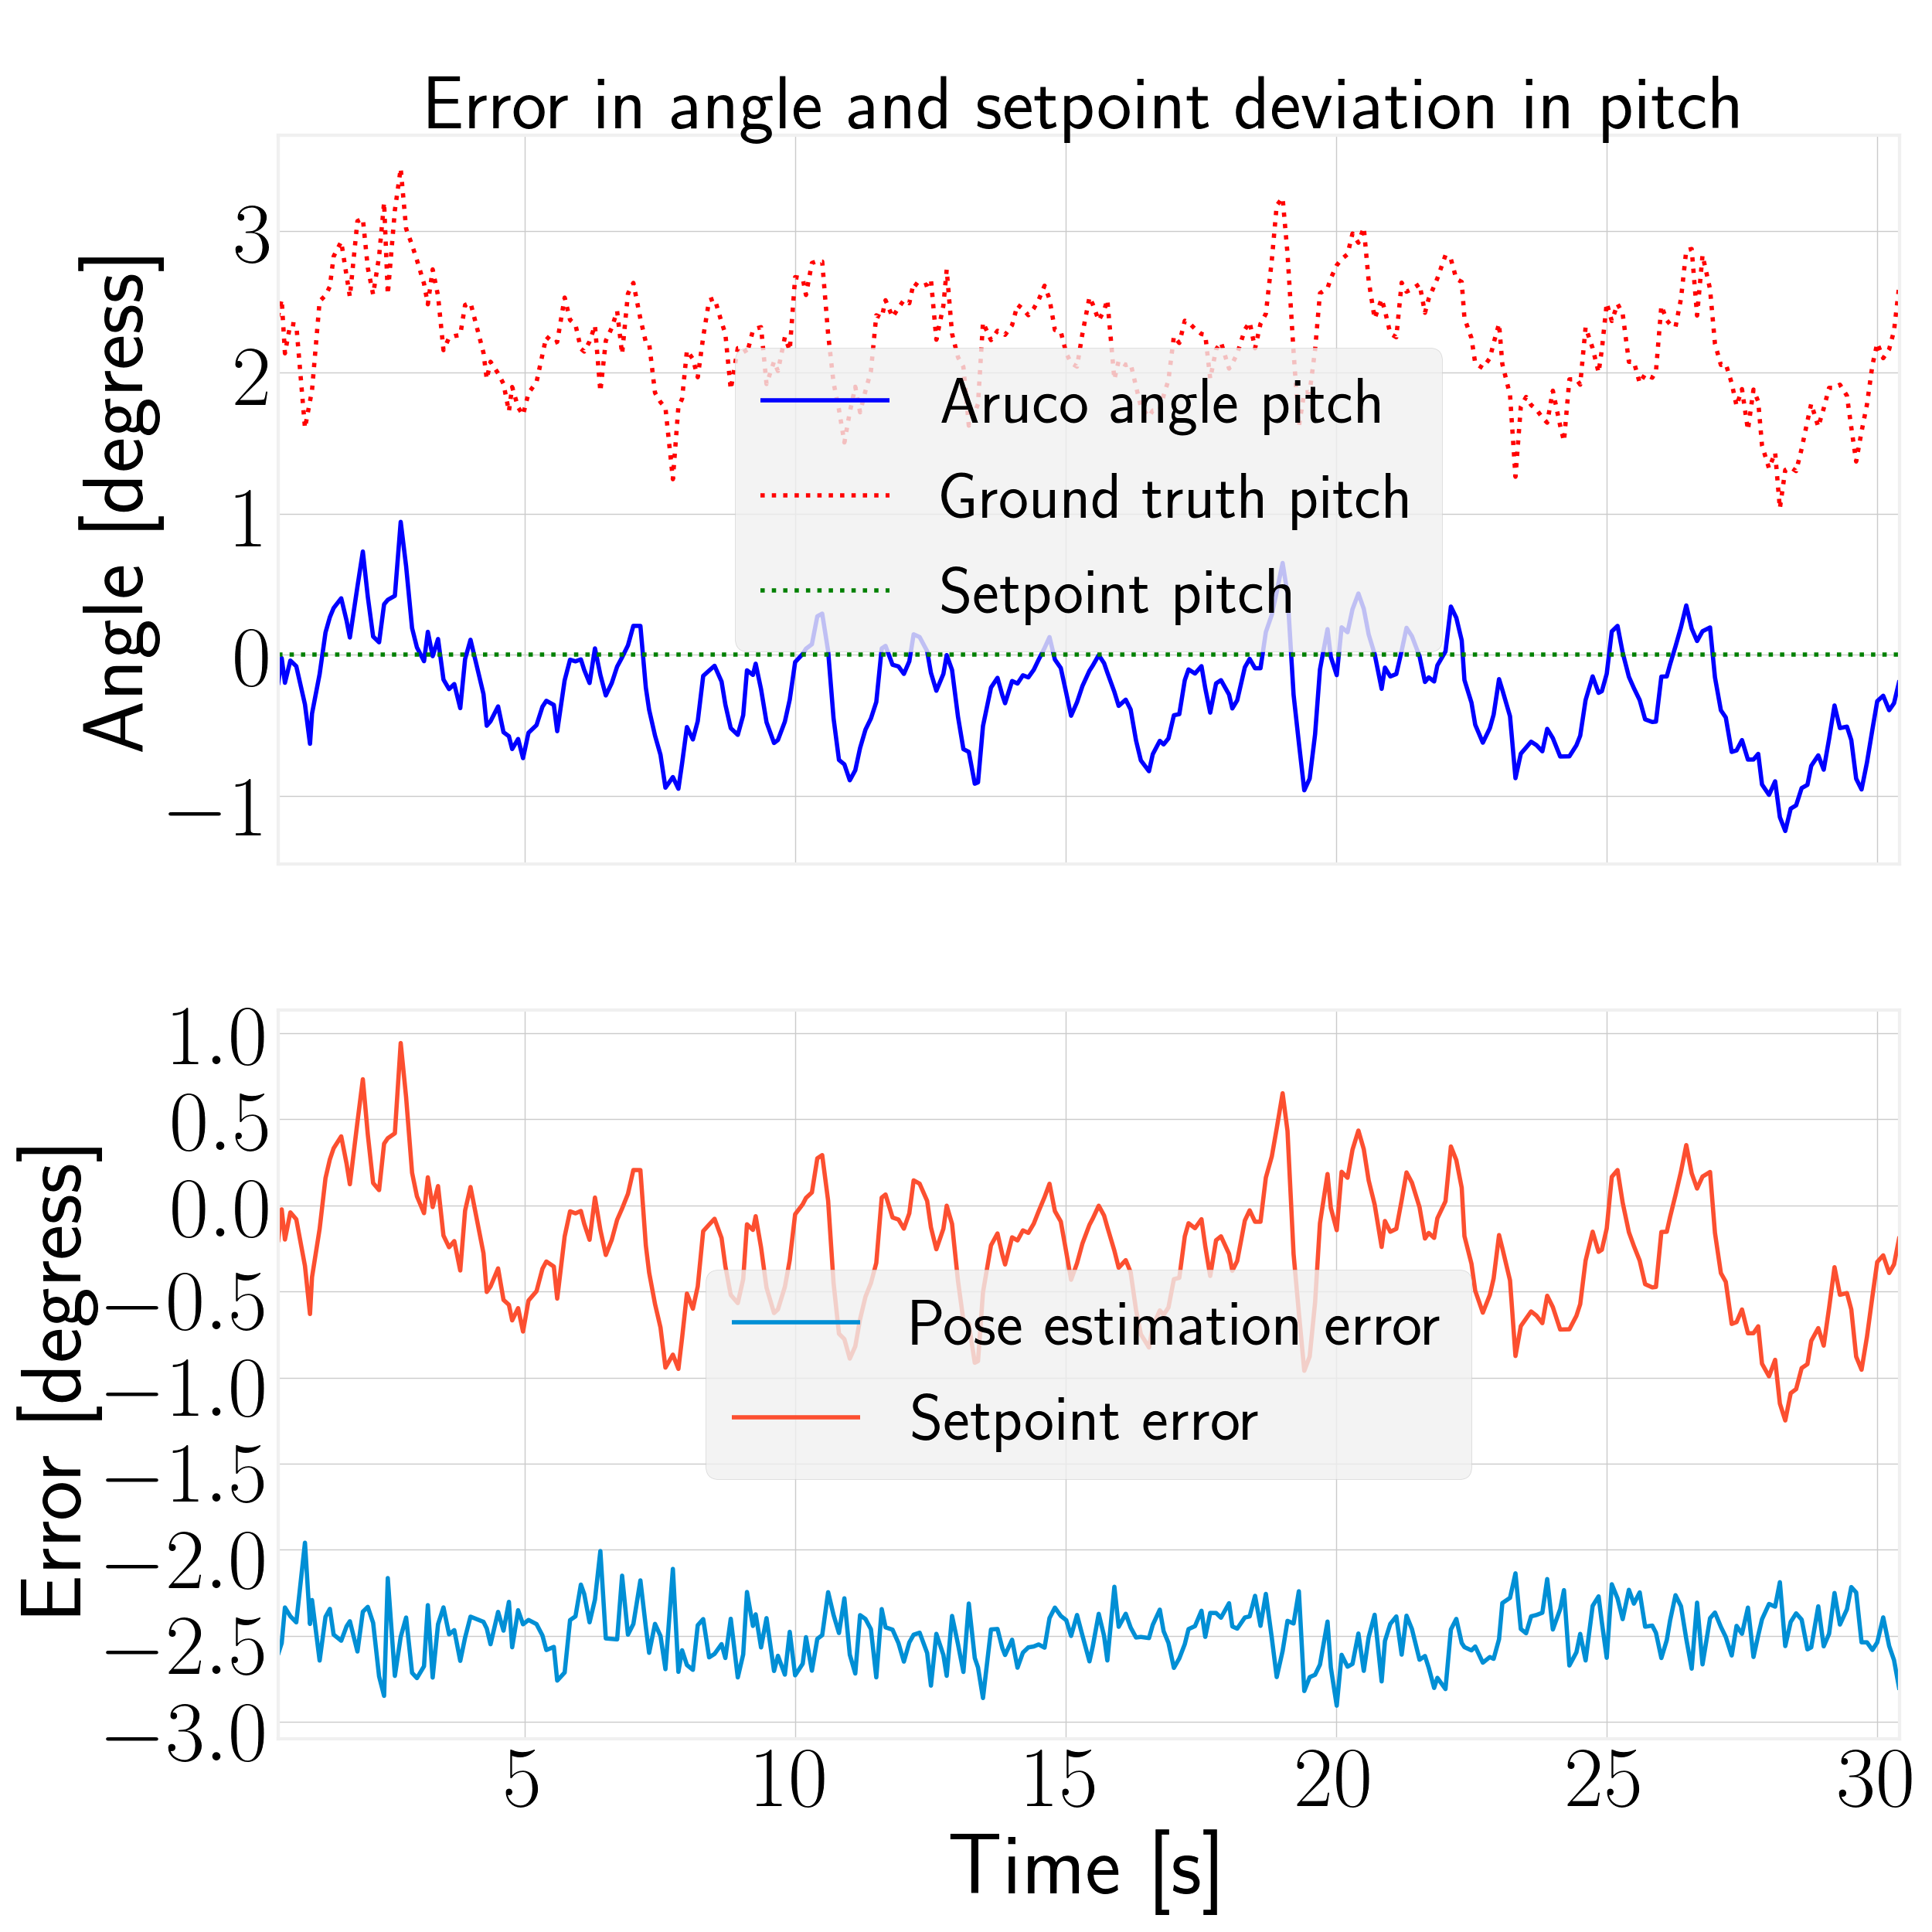 Error in angle and setpoint deviation in pitch
Angle [degress]
3
2
1
0
−1
Aruco angle pitch
Ground truth pitch
Setpoint pitch
Error [degress]
1.0
0.5
0.0
−0.5
−1.0
−1.5
−2.0
−2.5
−3.0
Pose estimation error
Setpoint error
5 10 15 20 25 30
Time [s]